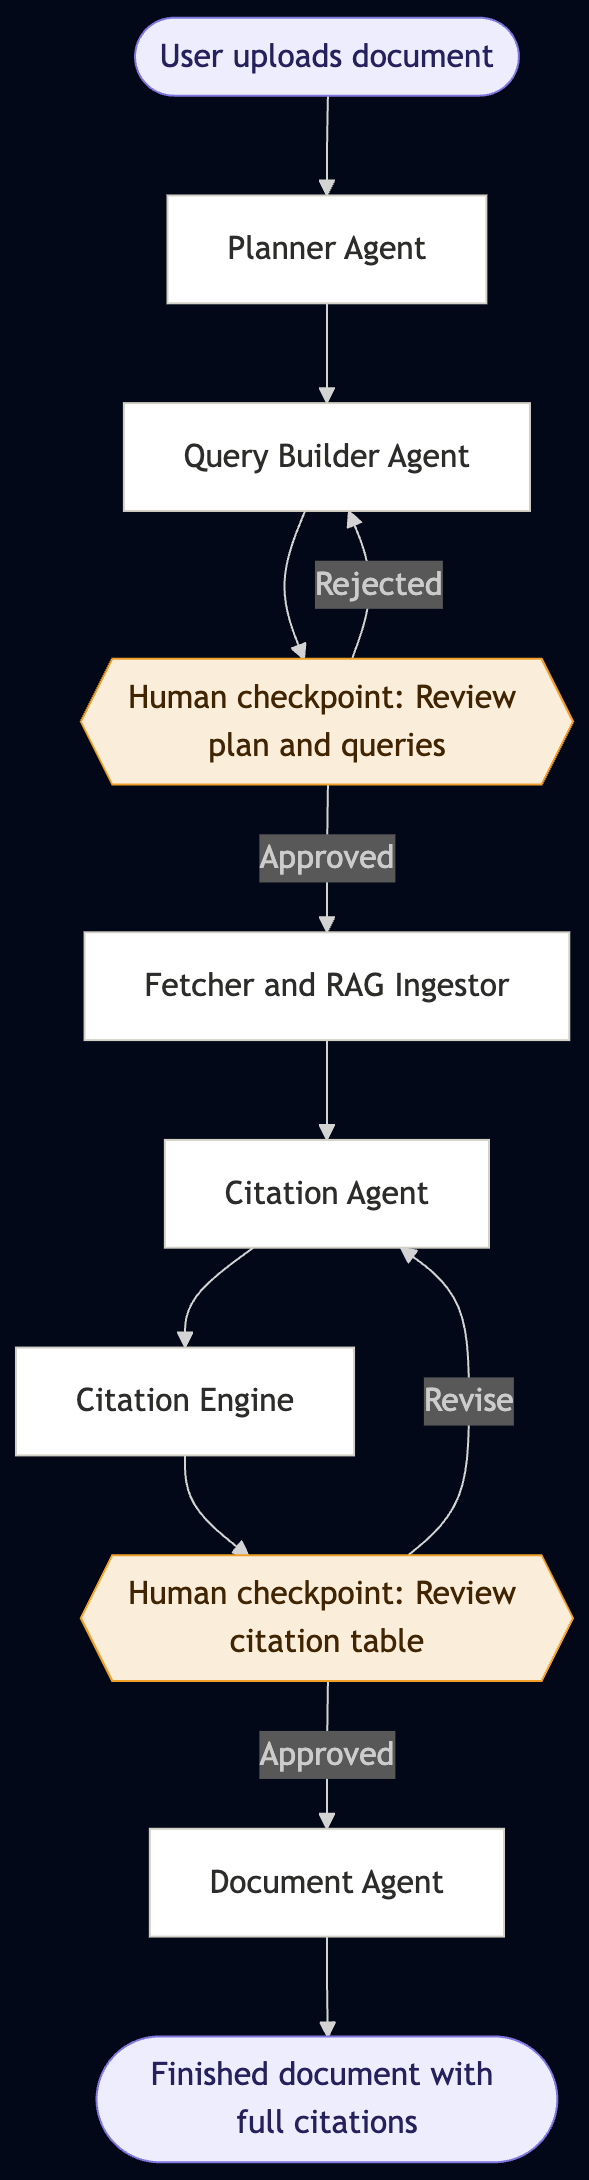 User uploads document
Planner Agent
Query Builder Agent
Rejected
Human checkpoint: Review
plan and queries
Approved
Fetcher and RAG Ingestor
Citation Agent
Citation Engine
Revise
Human checkpoint: Review
citation table
Approved
Document Agent
Finished document with
full citations